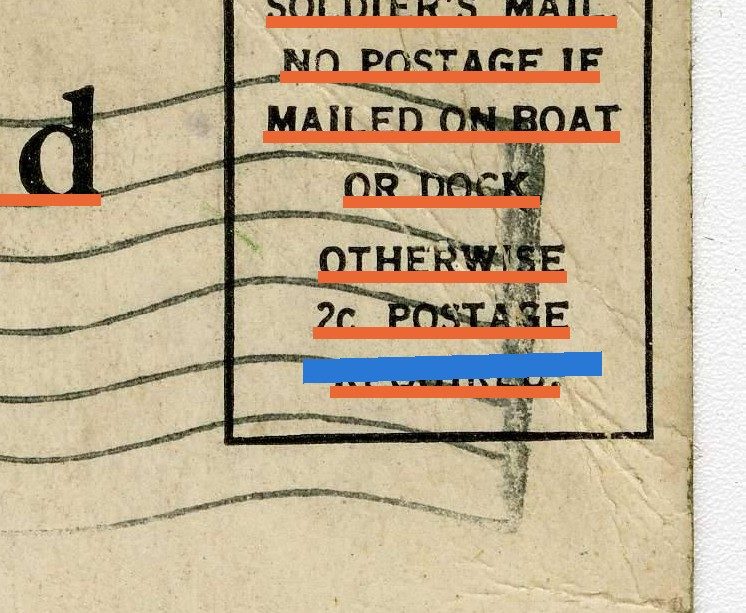 d
SOLDIER'S MAIL
NO POSTAGE IF
MAILED ON BOAT
OR DOCK
OTHERWISE
2c POSTAGE